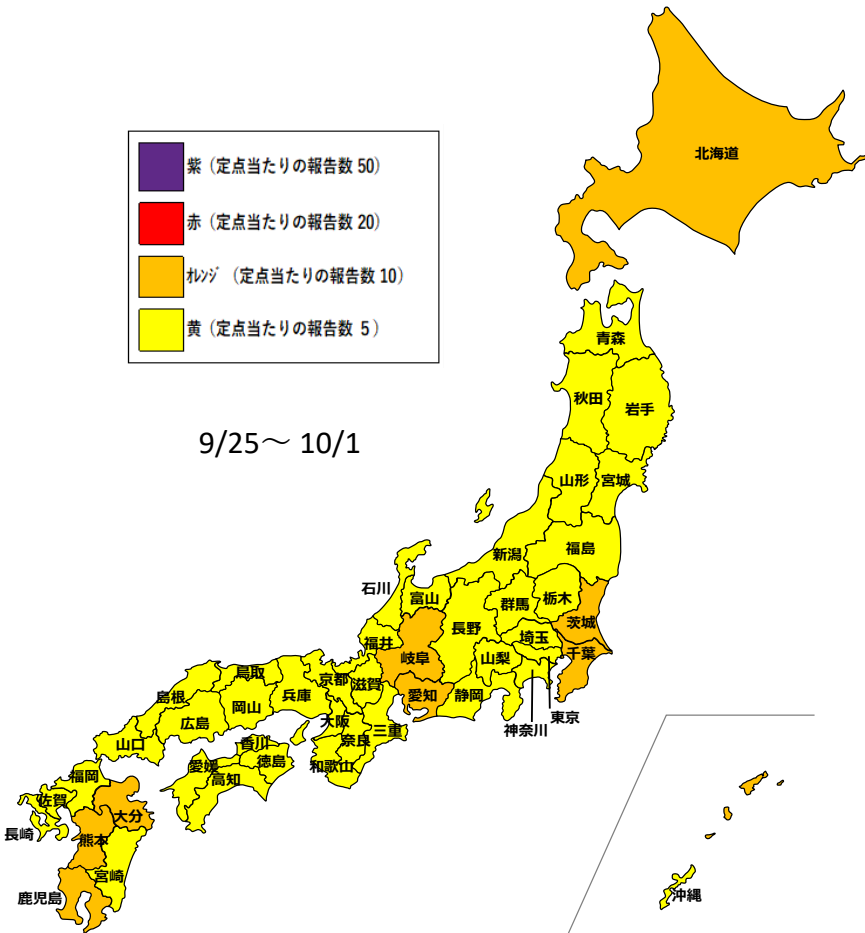 北海道
紫（定点当たりの報告数 50）
赤（定点当たりの報告数 20）
ｵﾚﾝｼﾞ （定点当たりの報告数 10）
黄（定点当たりの報告数 5 ）
9/25～ 10/1
青森
秋田
岩手
山形
宮城
新潟
福島
石川
富山
群馬
栃木
茨城
長野
埼玉
福井
岐阜
山梨
千葉
鳥取
京都
滋賀
愛知
静岡
島根
兵庫
岡山
広島
大阪
東京
神奈川
山口
香川
奈良
三重
愛媛
徳島
和歌山
高知
福岡
佐賀
大分
長崎
熊本
宮崎
鹿児島
沖縄